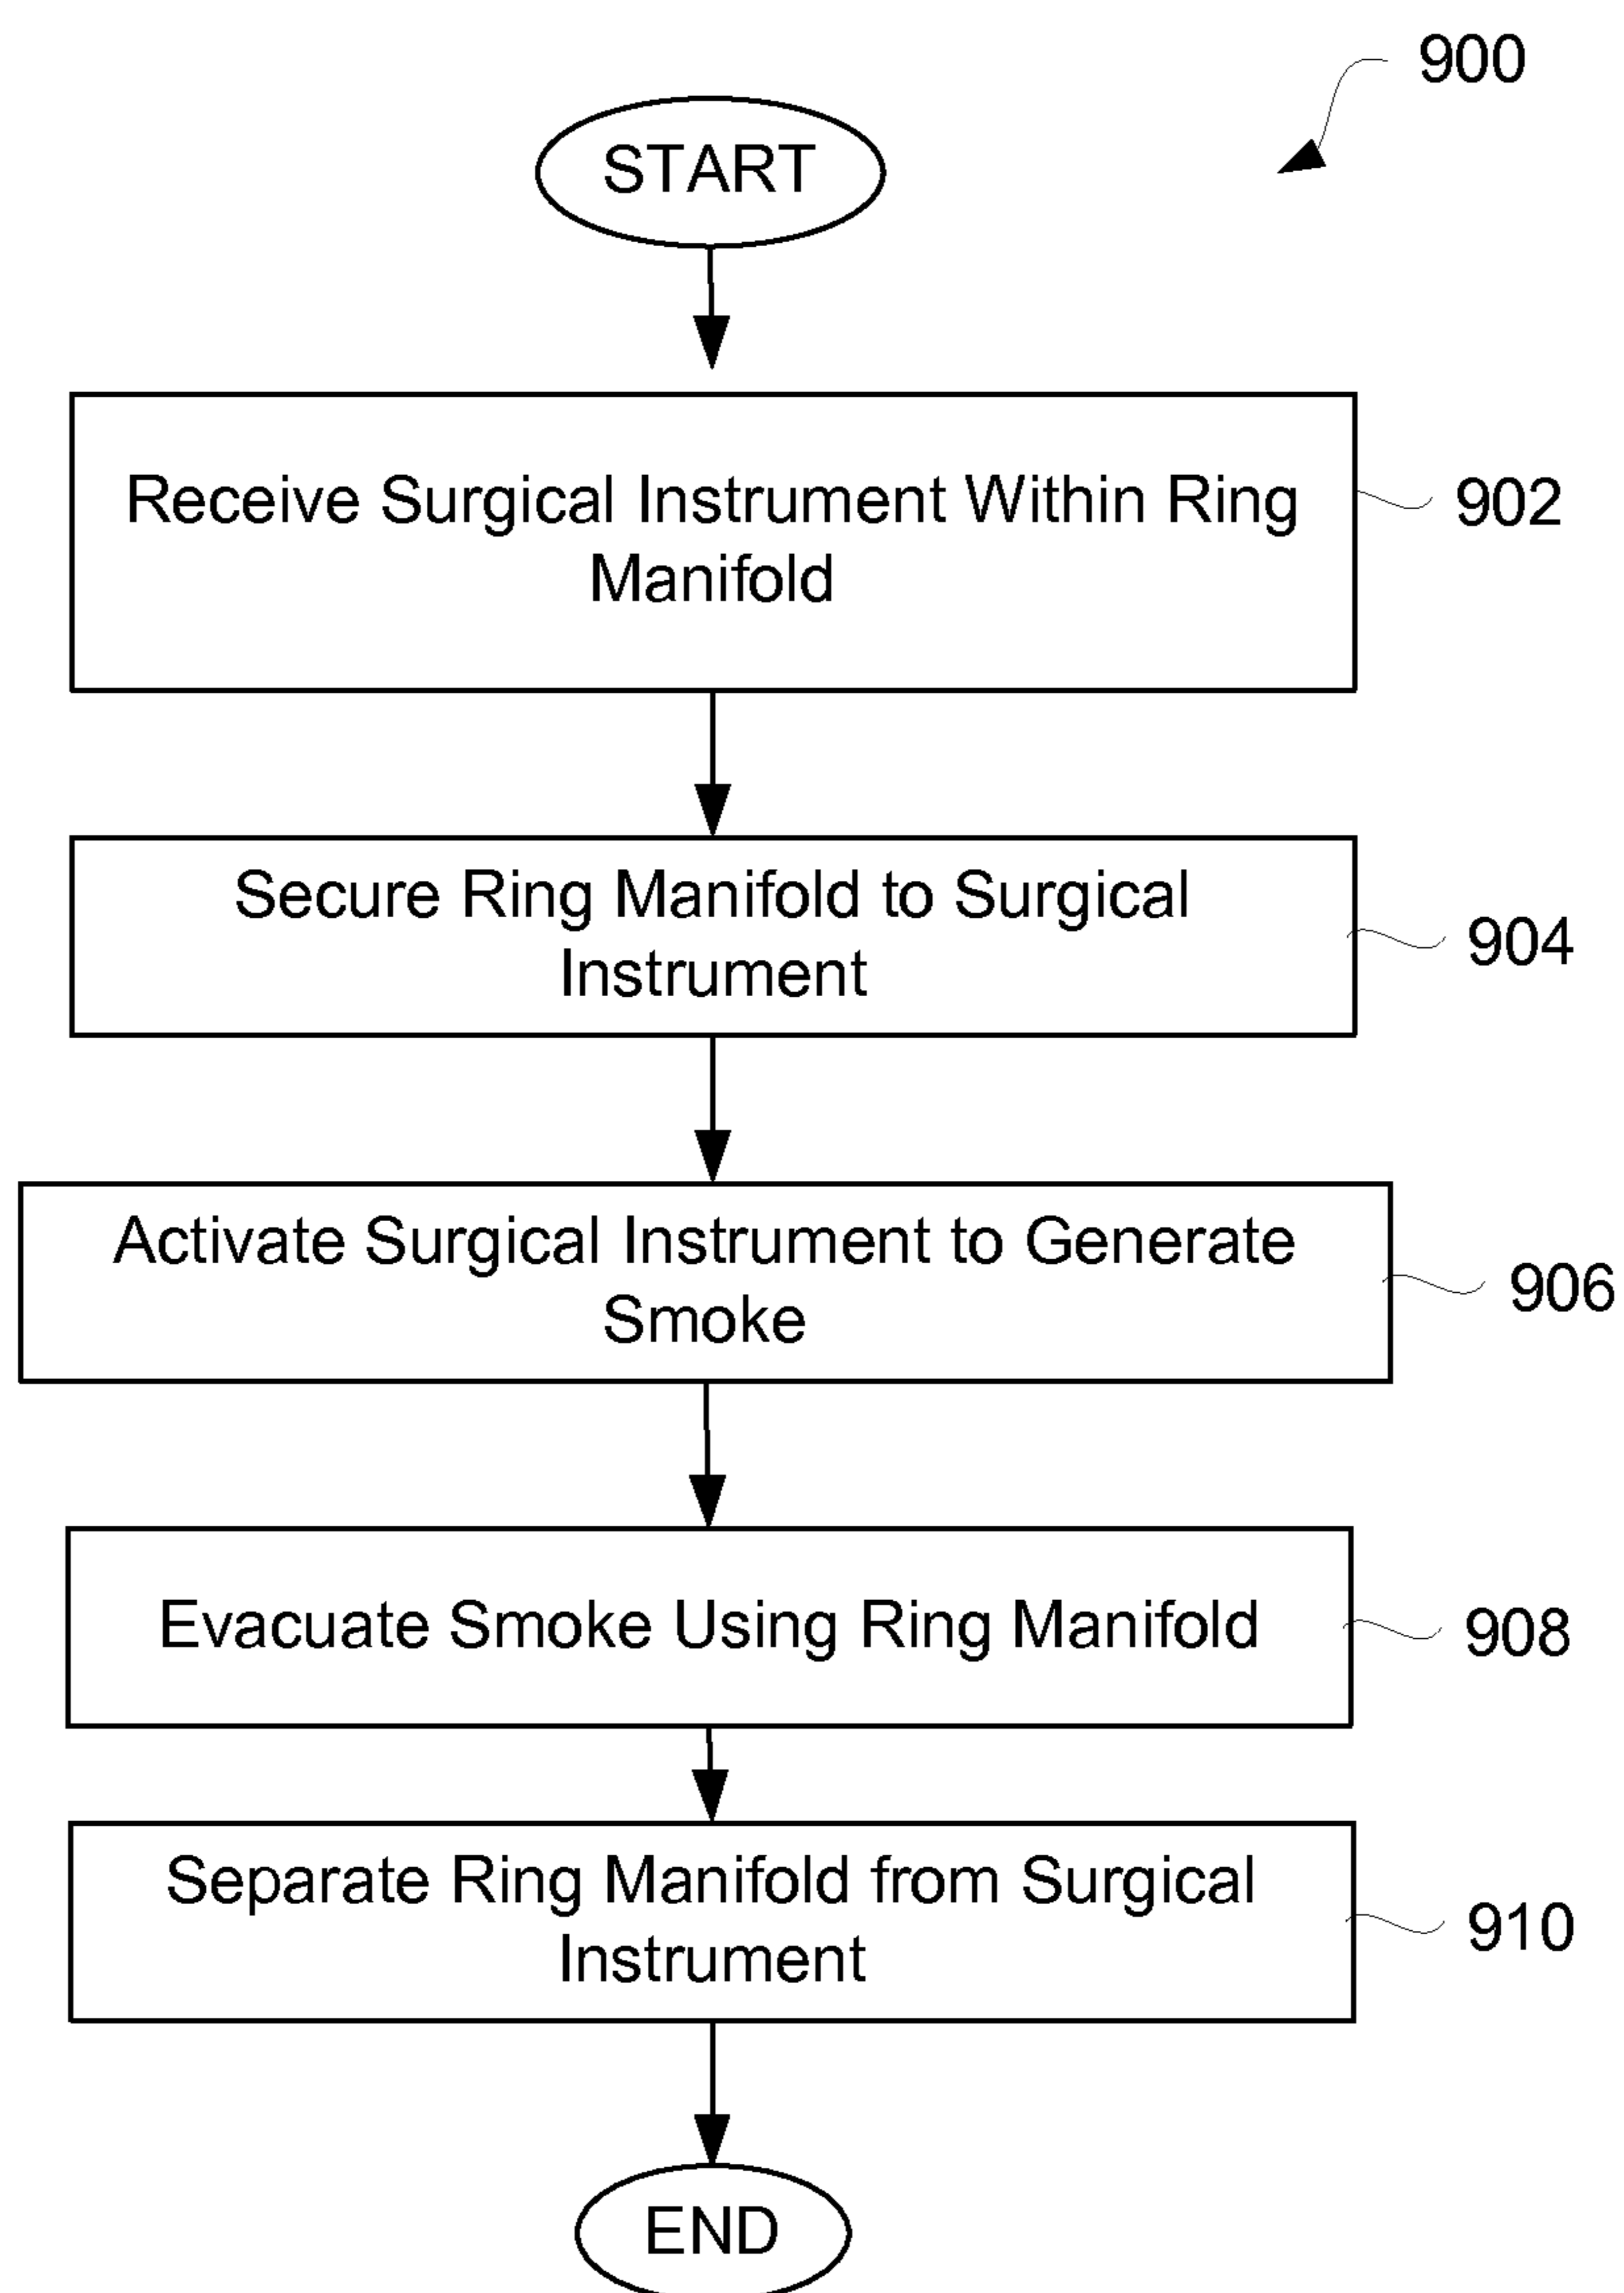 900
START
Receive Surgical Instrument Within Ring
Manifold
902
Secure Ring Manifold to Surgical
Instrument
904
Activate Surgical Instrument to Generate
Smoke
906
Evacuate Smoke Using Ring Manifold
908
Separate Ring Manifold from Surgical
Instrument
910
END